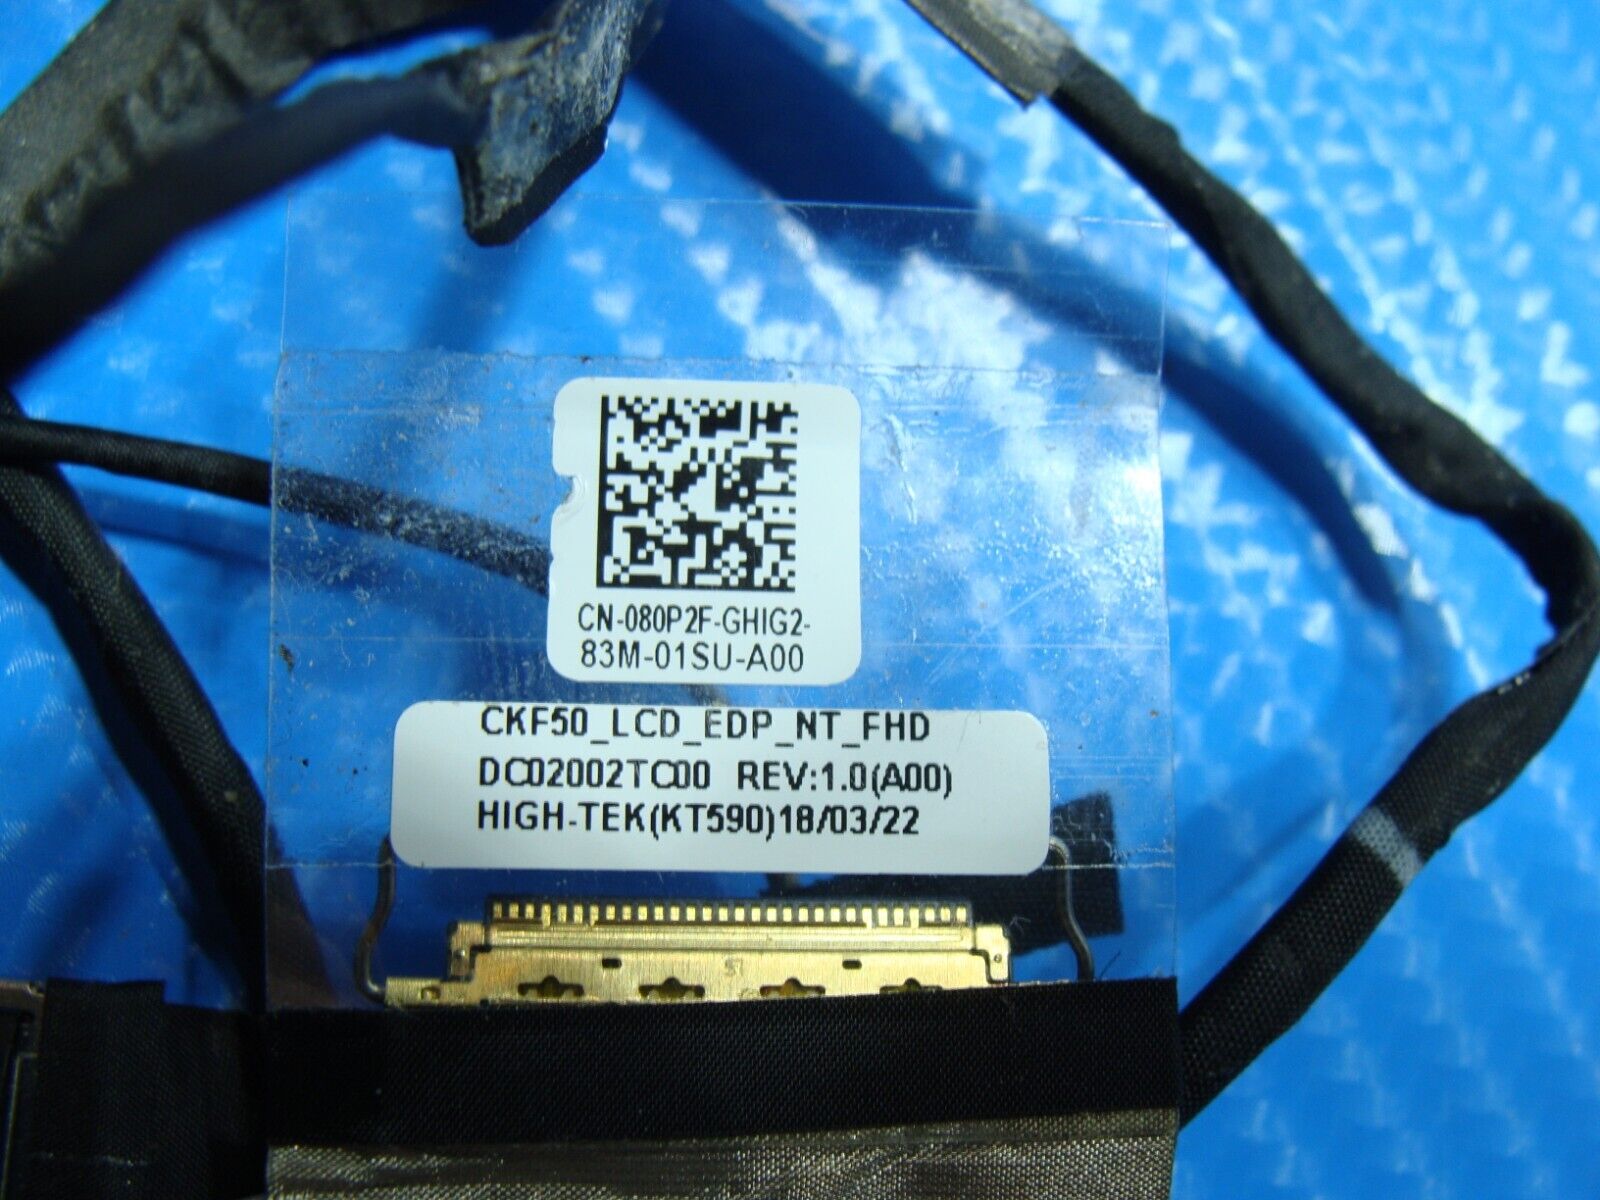 CN-080P2F-GHIG2-
83M-01SU-A00
CKF50_LCD_EDP_NT_FHD
DC02002TC00 REV:1.0(A00)
HIGH-TEK(KT590)18/03/22